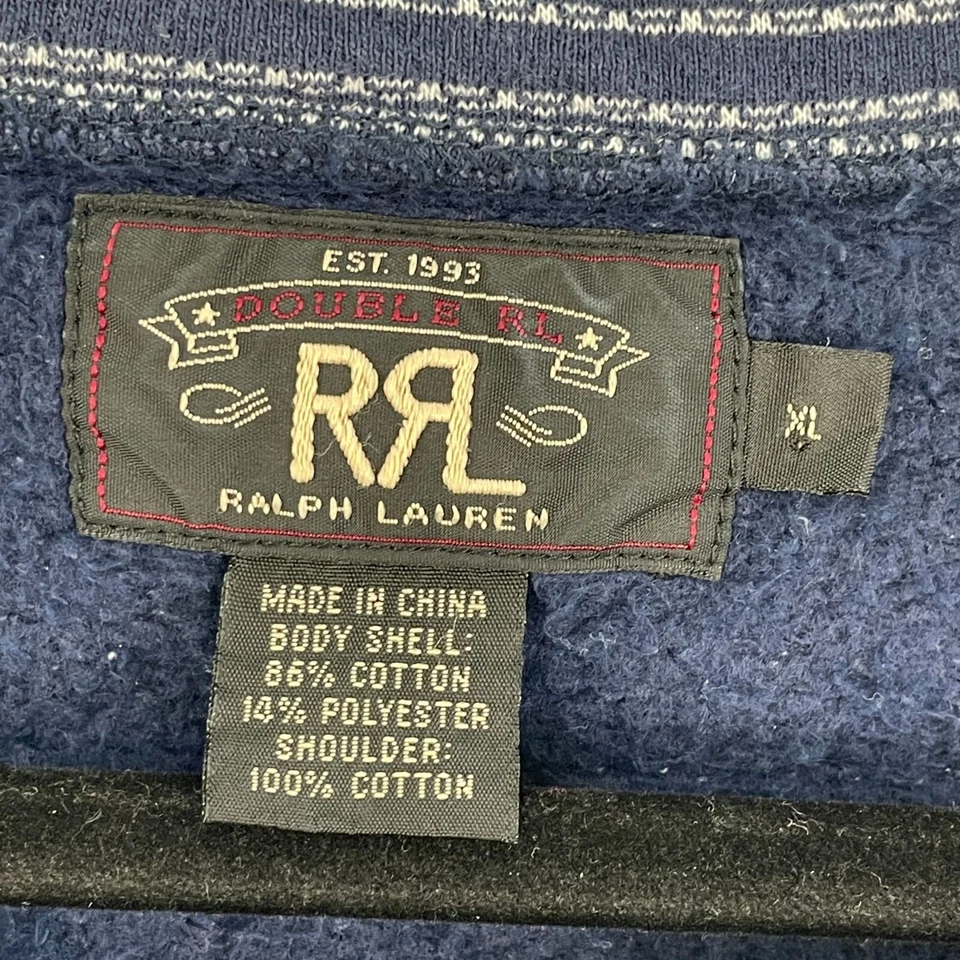 EST. 1993
DOUBLE RL
RRL
RALPH LAUREN
XL
MADE IN CHINA
BODY SHELL:
86% COTTON
14% POLYESTER
SHOULDER:
100% COTTON